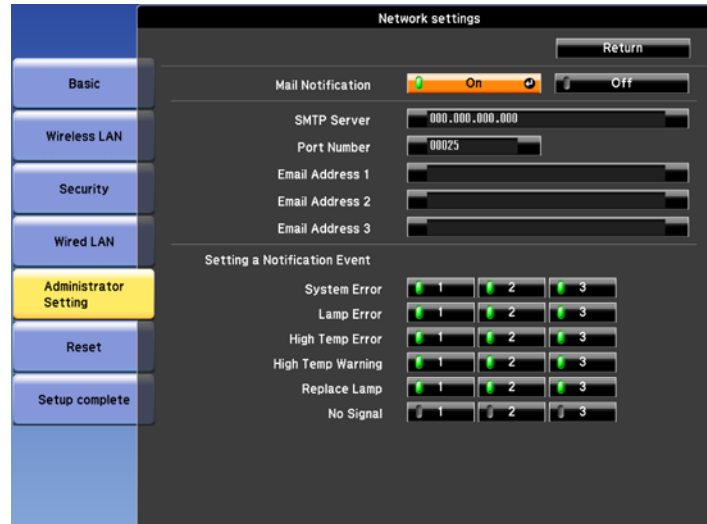 Network settings
Return
Basic
Wireless LAN
Security
Wired LAN
Administrator
Setting
Reset
Setup complete
Mail Notification On Off
SMTP Server 000.000.000.000
Port Number 00025
Email Address 1
Email Address 2
Email Address 3
Setting a Notification Event
System Error 1 2 3
Lamp Error 1 2 3
High Temp Error 1 2 3
High Temp Warning 1 2 3
Replace Lamp 1 2 3
No Signal 1 2 3